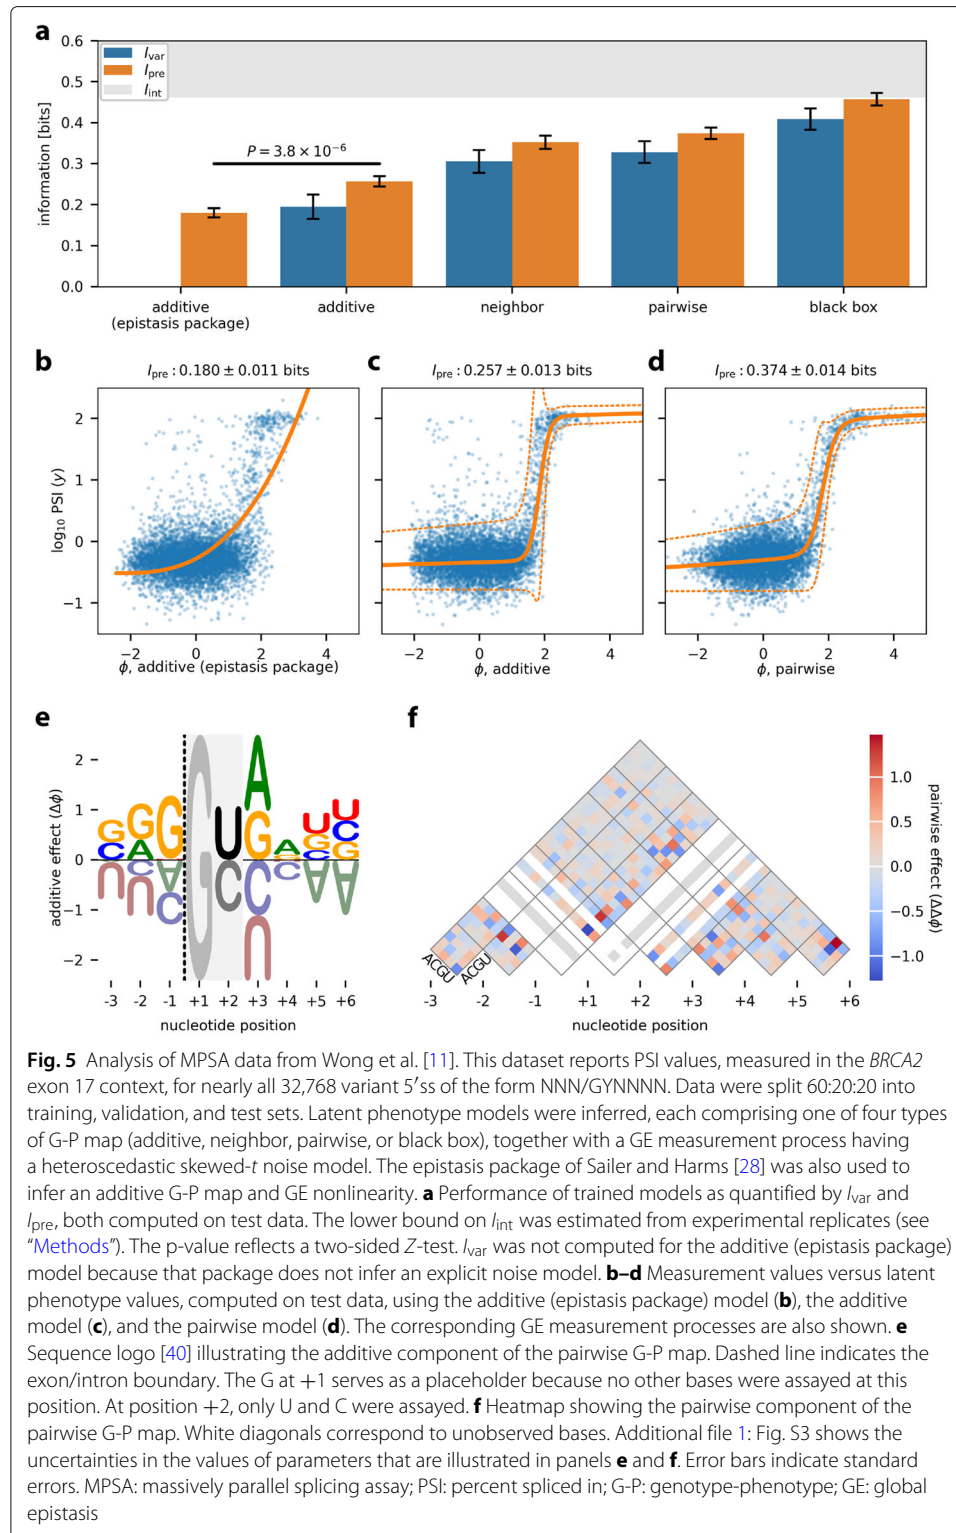 a
0.6
0.5
0.4
0.3
0.2
0.1
0.0
information [bits]
I_var
I_pre
I_int
P = 3.8 × 10⁻⁶
additive
(epistasis package)
additive
neighbor
pairwise
black box
b
I_pre : 0.180 ± 0.011 bits
c
I_pre : 0.257 ± 0.013 bits
d
I_pre : 0.374 ± 0.014 bits
log₁₀ PSI (y)
2
1
0
−1
−2 0 2 4
ϕ, additive (epistasis package)
−2 0 2 4
ϕ, additive
−2 0 2 4
ϕ, pairwise
e
additive effect (Δϕ)
2
1
0
−1
−2
G C U
G A C U
G A C
G G
U C
A G C U
A G C
U G C A
U C G A
-3 -2 -1 +1 +2 +3 +4 +5 +6
nucleotide position
f
ACGU ACGU
-3 -2 -1 +1 +2 +3 +4 +5 +6
nucleotide position
1.0
0.5
0.0
−0.5
−1.0
pairwise effect (ΔΔϕ)
Fig. 5 Analysis of MPSA data from Wong et al. [11]. This dataset reports PSI values, measured in the BRCA2
exon 17 context, for nearly all 32,768 variant 5′ss of the form NNN/GYNNNN. Data were split 60:20:20 into
training, validation, and test sets. Latent phenotype models were inferred, each comprising one of four types
of G-P map (additive, neighbor, pairwise, or black box), together with a GE measurement process having
a heteroscedastic skewed-t noise model. The epistasis package of Sailer and Harms [28] was also used to
infer an additive G-P map and GE nonlinearity. a Performance of trained models as quantified by I_var and
I_pre, both computed on test data. The lower bound on I_int was estimated from experimental replicates (see
“Methods”). The p-value reflects a two-sided Z-test. I_var was not computed for the additive (epistasis package)
model because that package does not infer an explicit noise model. b–d Measurement values versus latent
phenotype values, computed on test data, using the additive (epistasis package) model (b), the additive
model (c), and the pairwise model (d). The corresponding GE measurement processes are also shown. e
Sequence logo [40] illustrating the additive component of the pairwise G-P map. Dashed line indicates the
exon/intron boundary. The G at +1 serves as a placeholder because no other bases were assayed at this
position. At position +2, only U and C were assayed. f Heatmap showing the pairwise component of the
pairwise G-P map. White diagonals correspond to unobserved bases. Additional file 1: Fig. S3 shows the
uncertainties in the values of parameters that are illustrated in panels e and f. Error bars indicate standard
errors. MPSA: massively parallel splicing assay; PSI: percent spliced in; G-P: genotype-phenotype; GE: global
epistasis